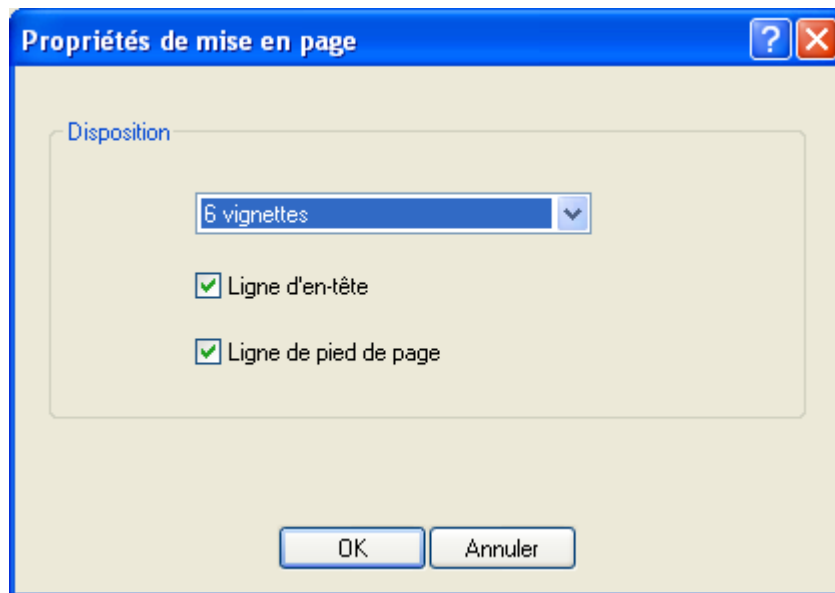 Propriétés de mise en page
Disposition
6 vignettes
Ligne d'en-tête
Ligne de pied de page
OK
Annuler